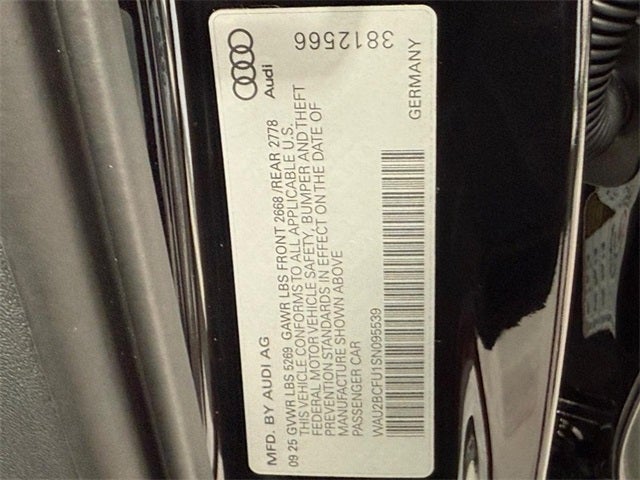 MFD. BY AUDI AG
Audi
09 25 GVWR LBS 5269 GAWR LBS FRONT 2668 /REAR 2778
THIS VEHICLE CONFORMS TO ALL APPLICABLE U.S.
FEDERAL MOTOR VEHICLE SAFETY, BUMPER AND THEFT
PREVENTION STANDARDS IN EFFECT ON THE DATE OF
MANUFACTURE SHOWN ABOVE
PASSENGER CAR
WAU2BCFU1SN095539
GERMANY
3812566